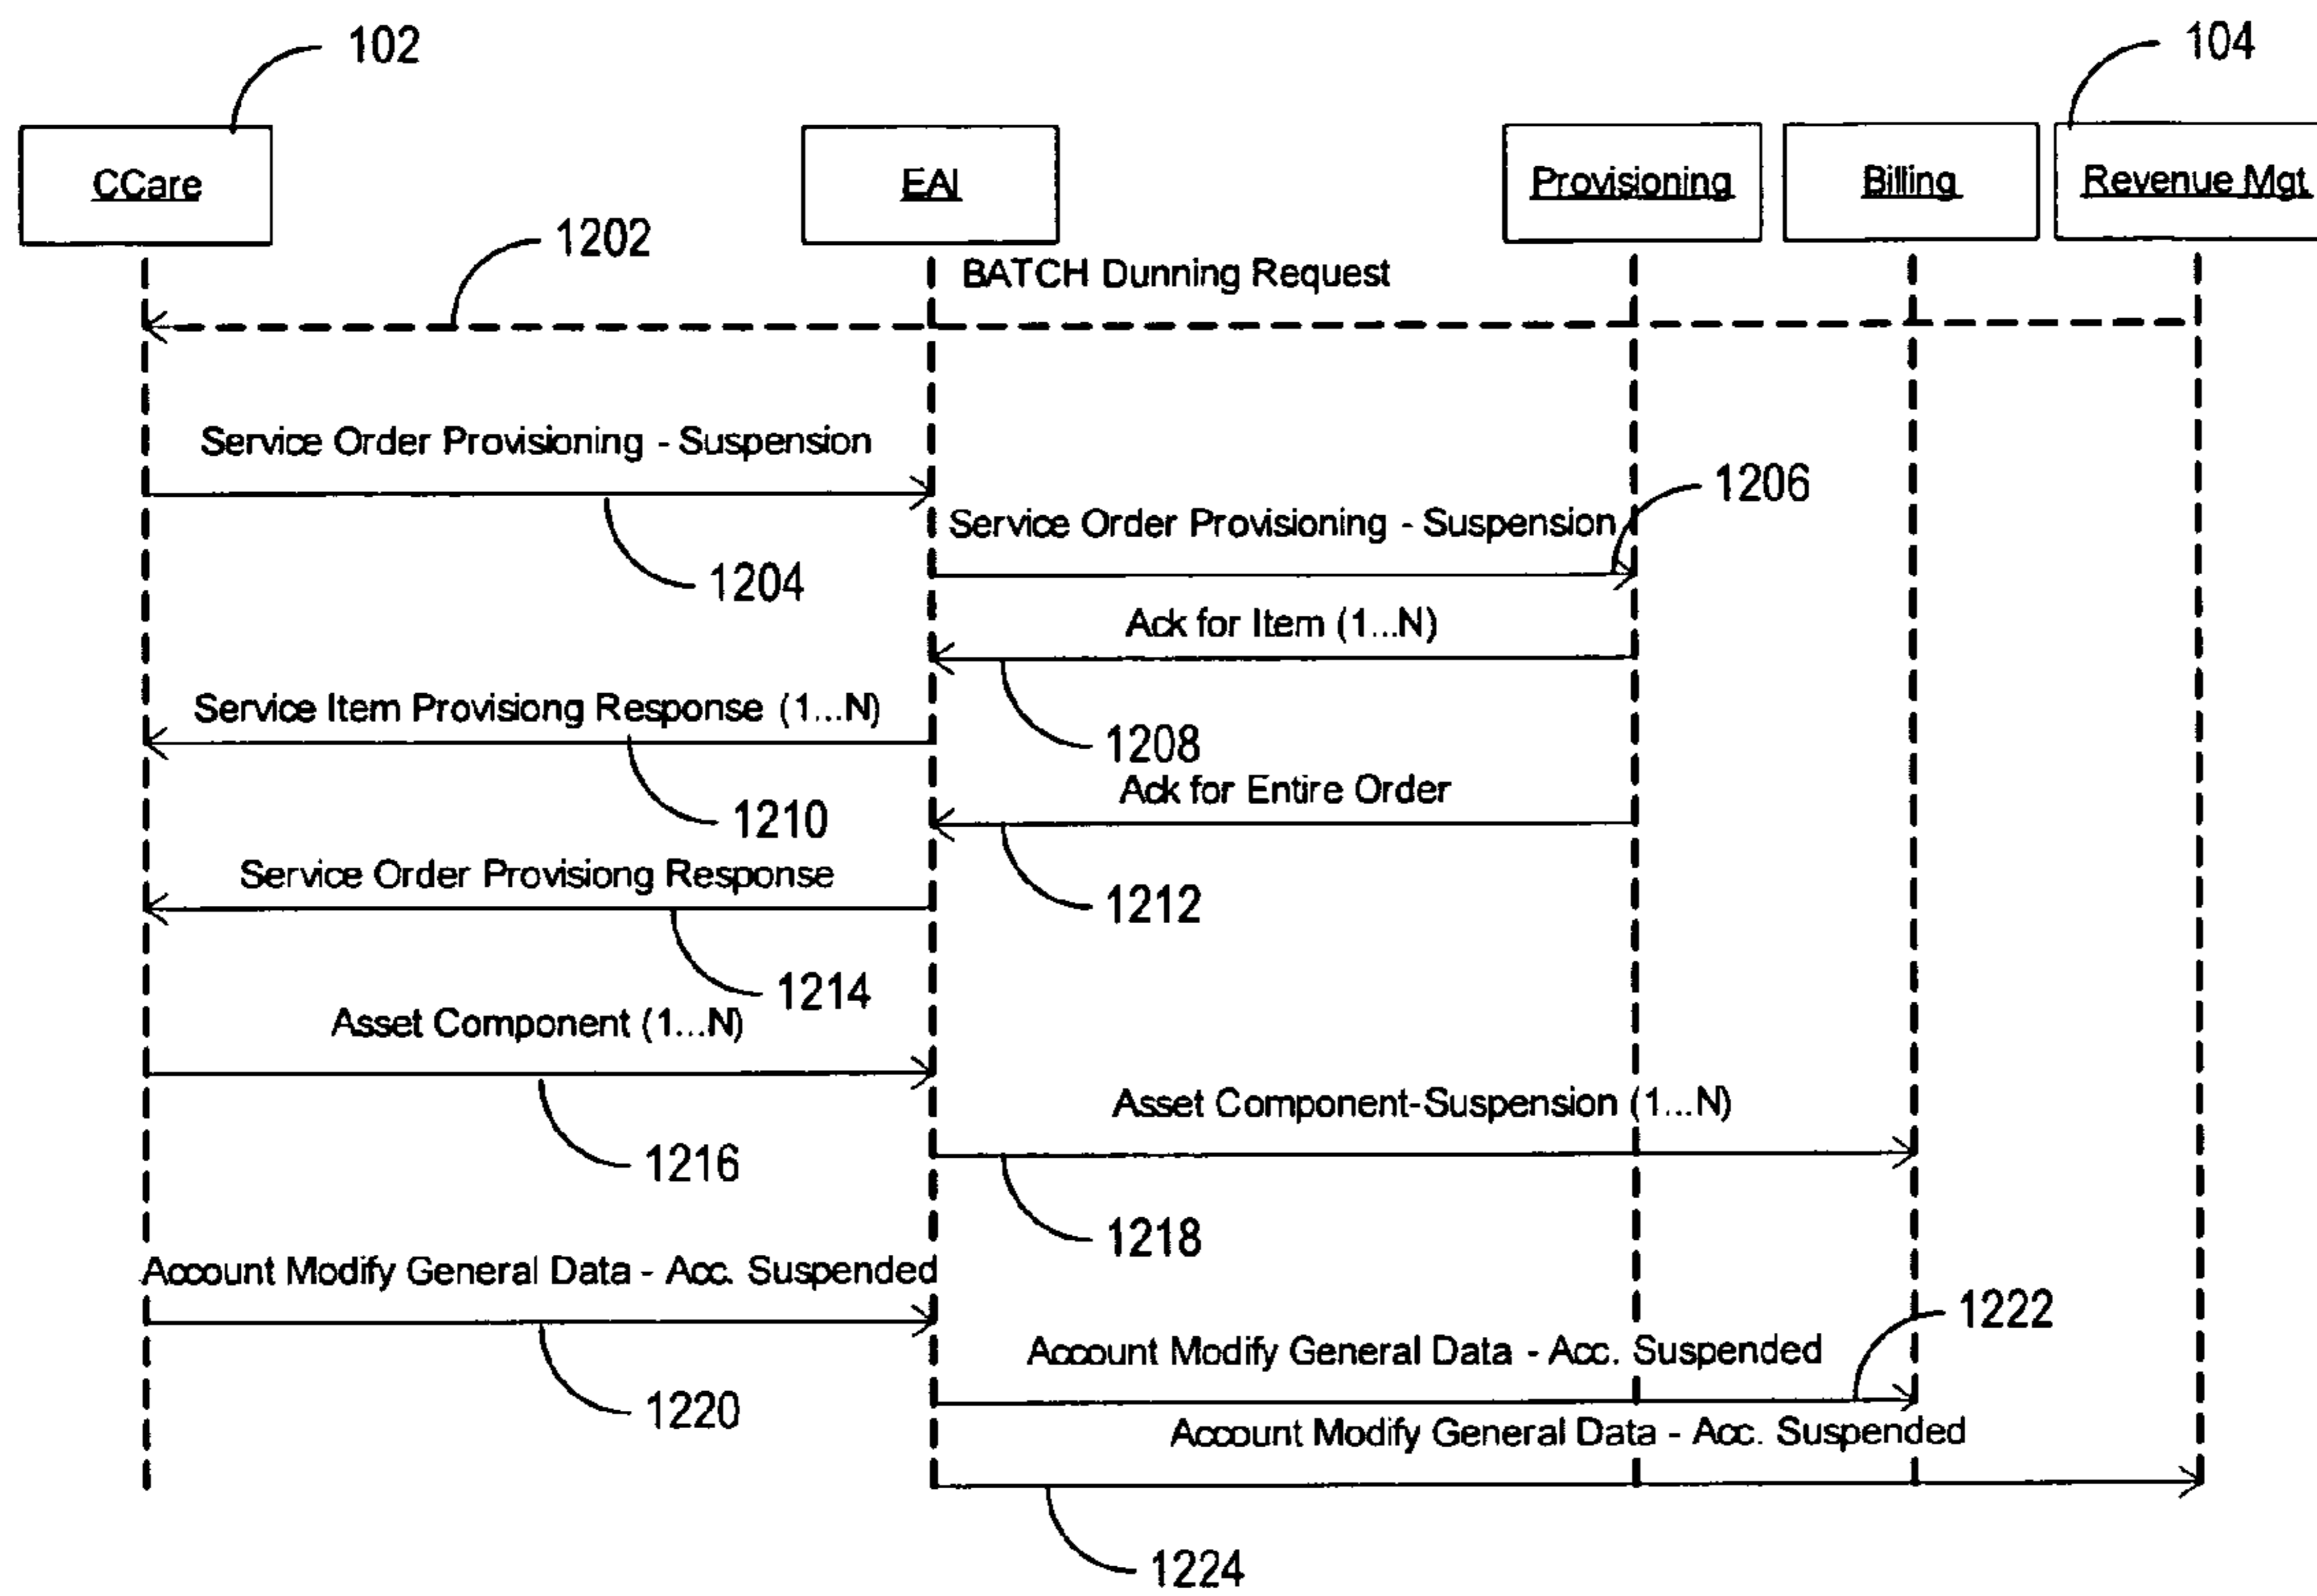 102
104
CCare
EAI
Provisioning
Billing
Revenue Mgt.
1202
BATCH Dunning Request
Service Order Provisioning - Suspension
1204
1206
Service Order Provisioning - Suspension
Ack for Item (1...N)
1208
Service Item Provisiong Response (1...N)
1210
Ack for Entire Order
1212
Service Order Provisiong Response
1214
Asset Component (1...N)
1216
Asset Component-Suspension (1...N)
1218
Account Modify General Data - Acc. Suspended
1220
1222
Account Modify General Data - Acc. Suspended
Account Modify General Data - Acc. Suspended
1224